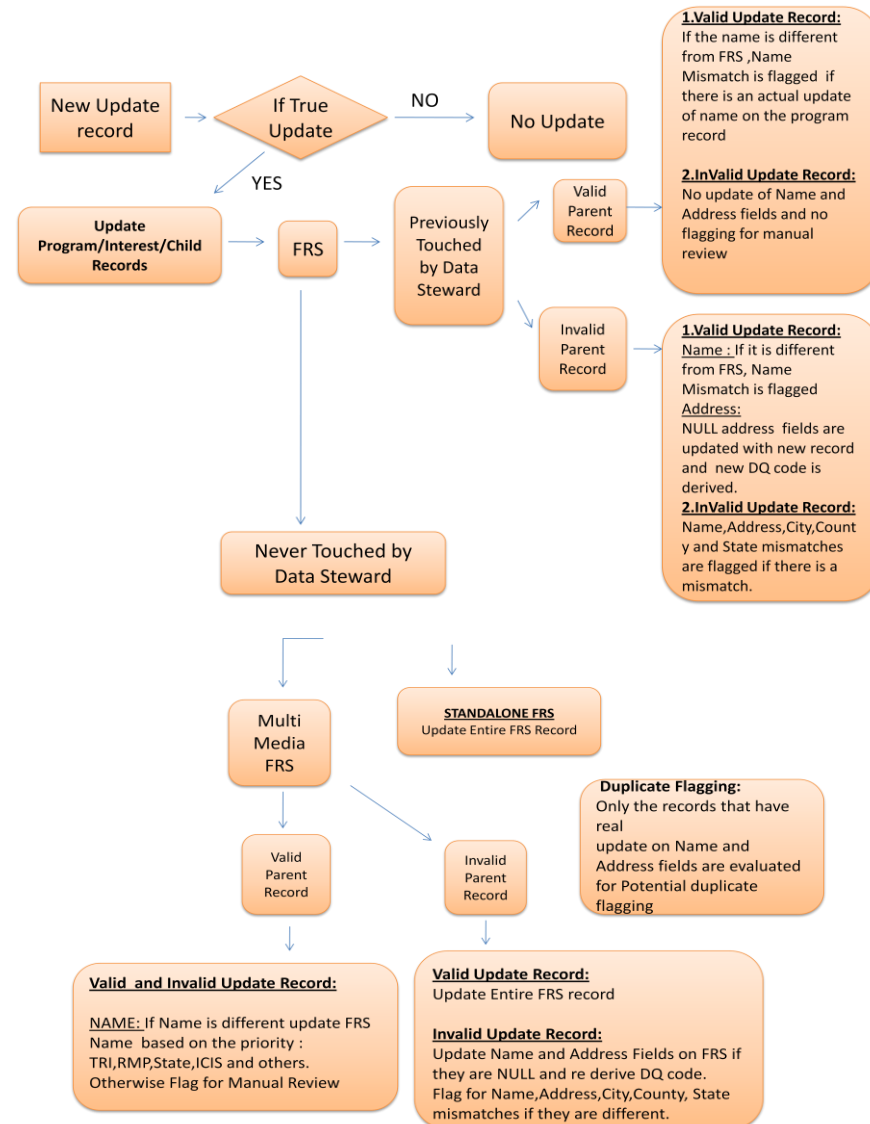 New Update
record
If True
Update
NO
No Update
YES
1.Valid Update Record:
If the name is different
from FRS ,Name
Mismatch is flagged  if
there is an actual update
of name on the program
record
2.InValid Update Record:
No update of Name and
Address fields and no
flagging for manual
review
Update
Program/Interest/Child
Records
FRS
Previously
Touched
by Data
Steward
Valid
Parent
Record
Invalid
Parent
Record
1.Valid Update Record:
Name : If it is different
from FRS, Name
Mismatch is flagged
Address:
NULL address  fields are
updated with new record
and  new DQ code is
derived.
2.InValid Update Record:
Name,Address,City,Count
y and State mismatches
are flagged if there is a
mismatch.
Never Touched by
Data Steward
Multi
Media
FRS
STANDALONE FRS
Update Entire FRS Record
Duplicate Flagging:
Only the records that have
real
update on Name and
Address fields are evaluated
for Potential duplicate
flagging
Valid
Parent
Record
Invalid
Parent
Record
Valid  and Invalid Update Record:
NAME: If Name is different update FRS
Name  based on the priority :
TRI,RMP,State,ICIS and others.
Otherwise Flag for Manual Review
Valid Update Record:
Update Entire FRS record
Invalid Update Record:
Update Name and Address Fields on FRS if
they are NULL and re derive DQ code.
Flag for Name,Address,City,County, State
mismatches if they are different.